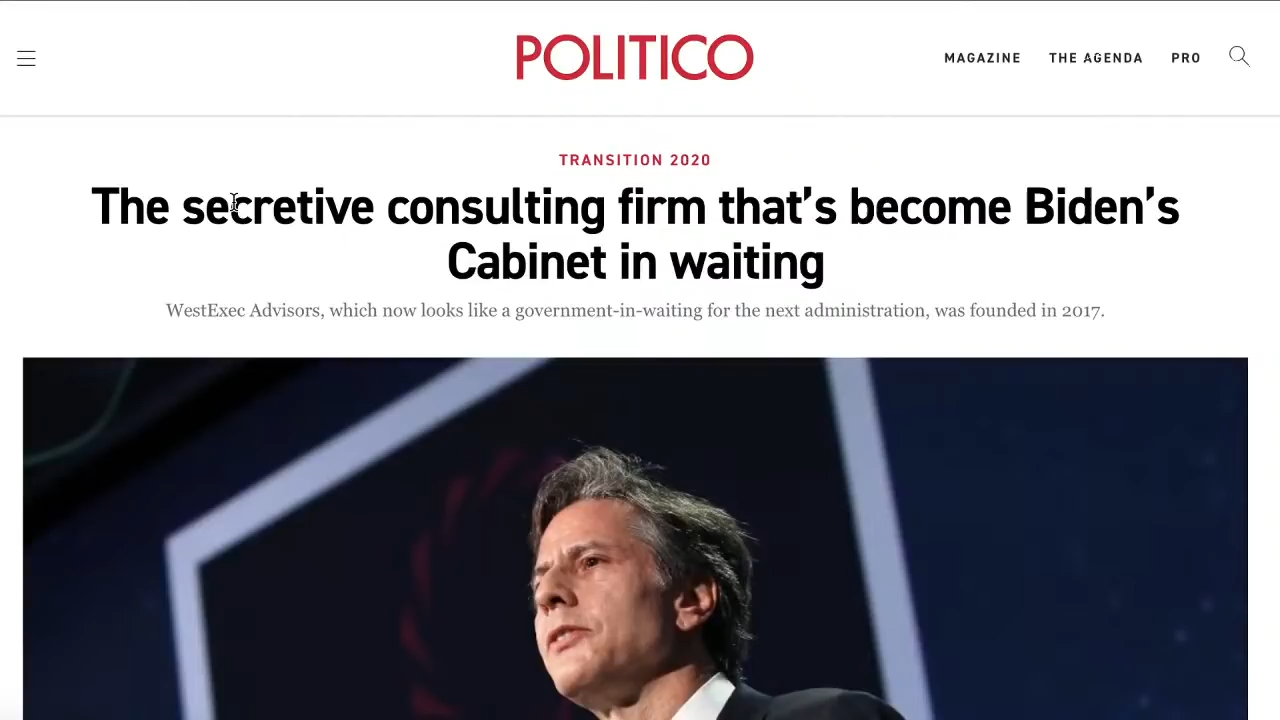 POLITICO
MAGAZINE THE AGENDA PRO
TRANSITION 2020
The secretive consulting firm that's become Biden's
Cabinet in waiting
WestExec Advisors, which now looks like a government-in-waiting for the next administration, was founded in 2017.